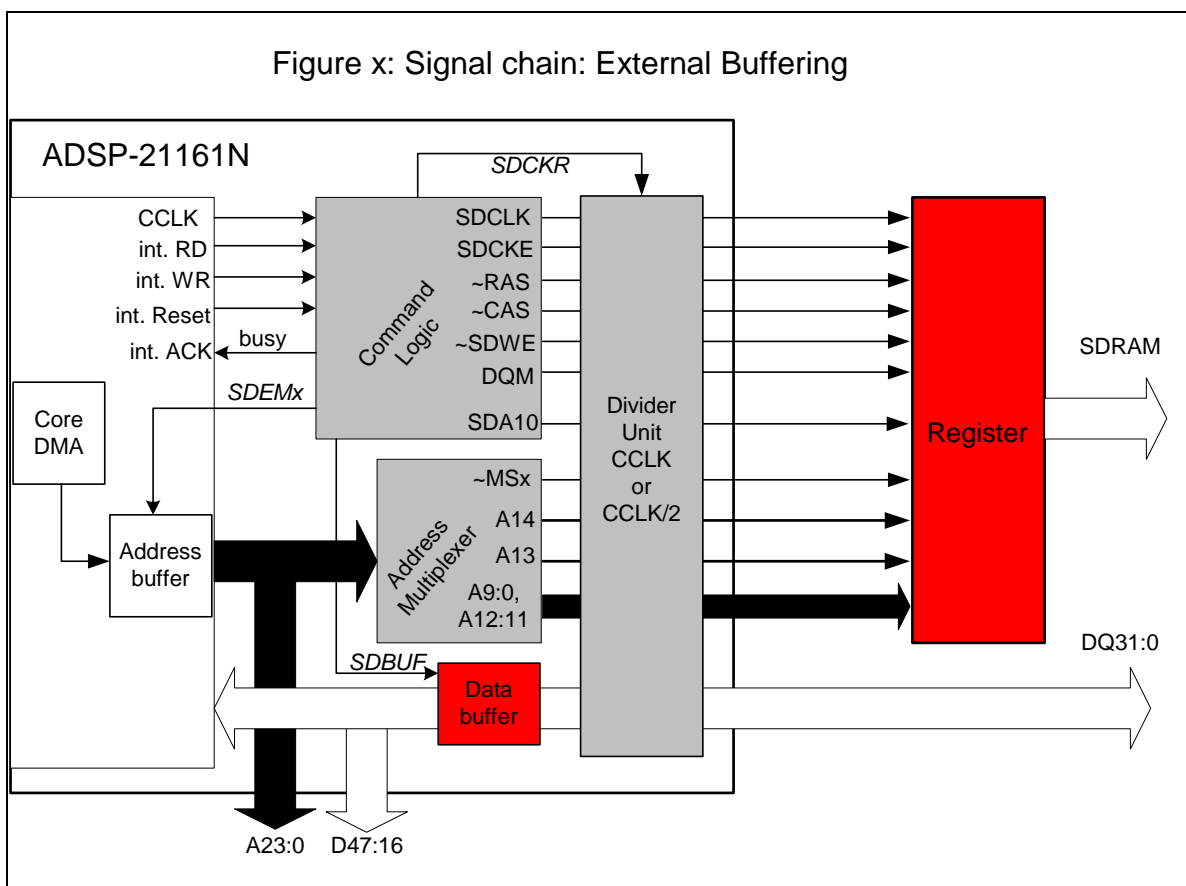 Figure x: Signal chain: External Buffering
ADSP-21161N
SDCKR
CCLK
int. RD
int. WR
int. Reset
int. ACK
busy
SDEMx
Core
DMA
Address
buffer
Command
Logic
SDCLK
SDCKE
~RAS
~CAS
~SDWE
DQM
SDA10
Address
Multiplexer
~MSx
A14
A13
A9:0,
A12:11
SDBUF
Data
buffer
Divider
Unit
CCLK
or
CCLK/2
Register
SDRAM
DQ31:0
A23:0
D47:16